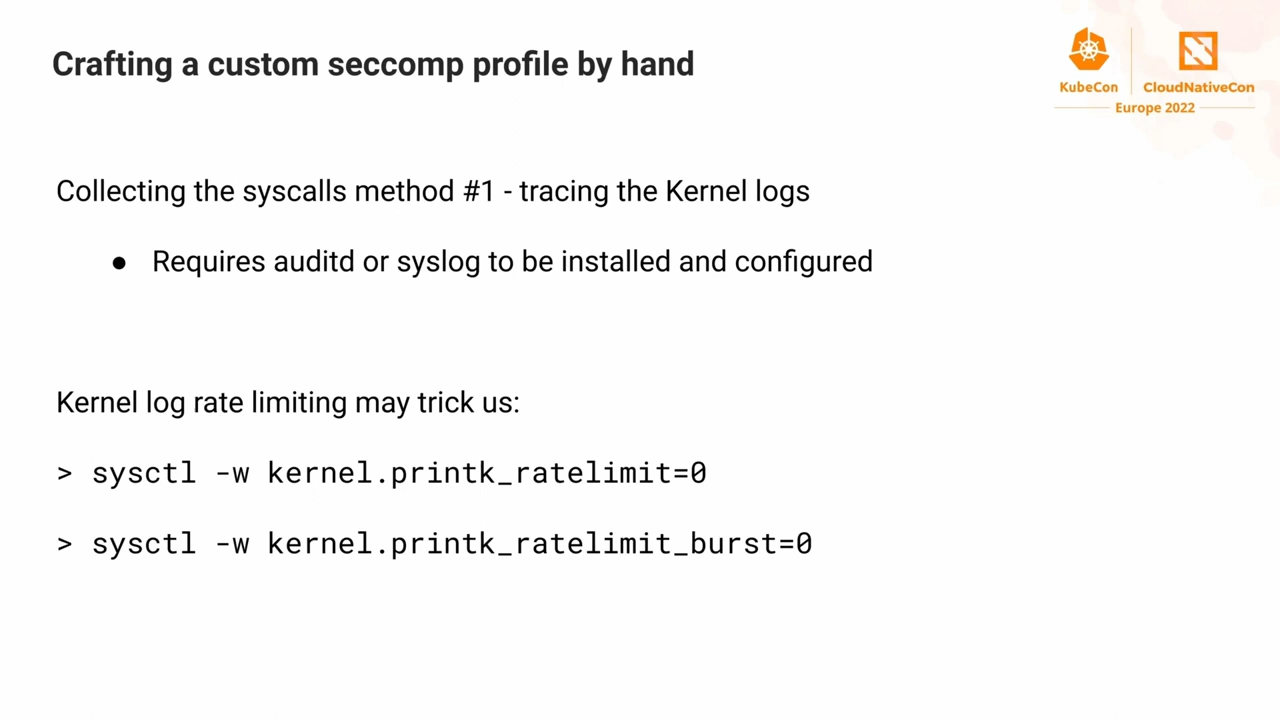 Crafting a custom seccomp profile by hand
KubeCon
CloudNativeCon
Europe 2022
Collecting the syscalls method #1 - tracing the Kernel logs
● Requires auditd or syslog to be installed and configured
Kernel log rate limiting may trick us:
> sysctl -w kernel.printk_ratelimit=0
> sysctl -w kernel.printk_ratelimit_burst=0